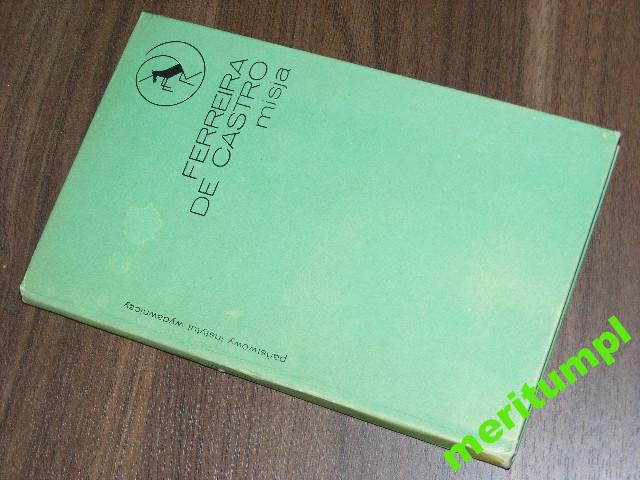 FERREIRA
DE CASTRO
misja
państwowy instytut wydawniczy
meritumpl